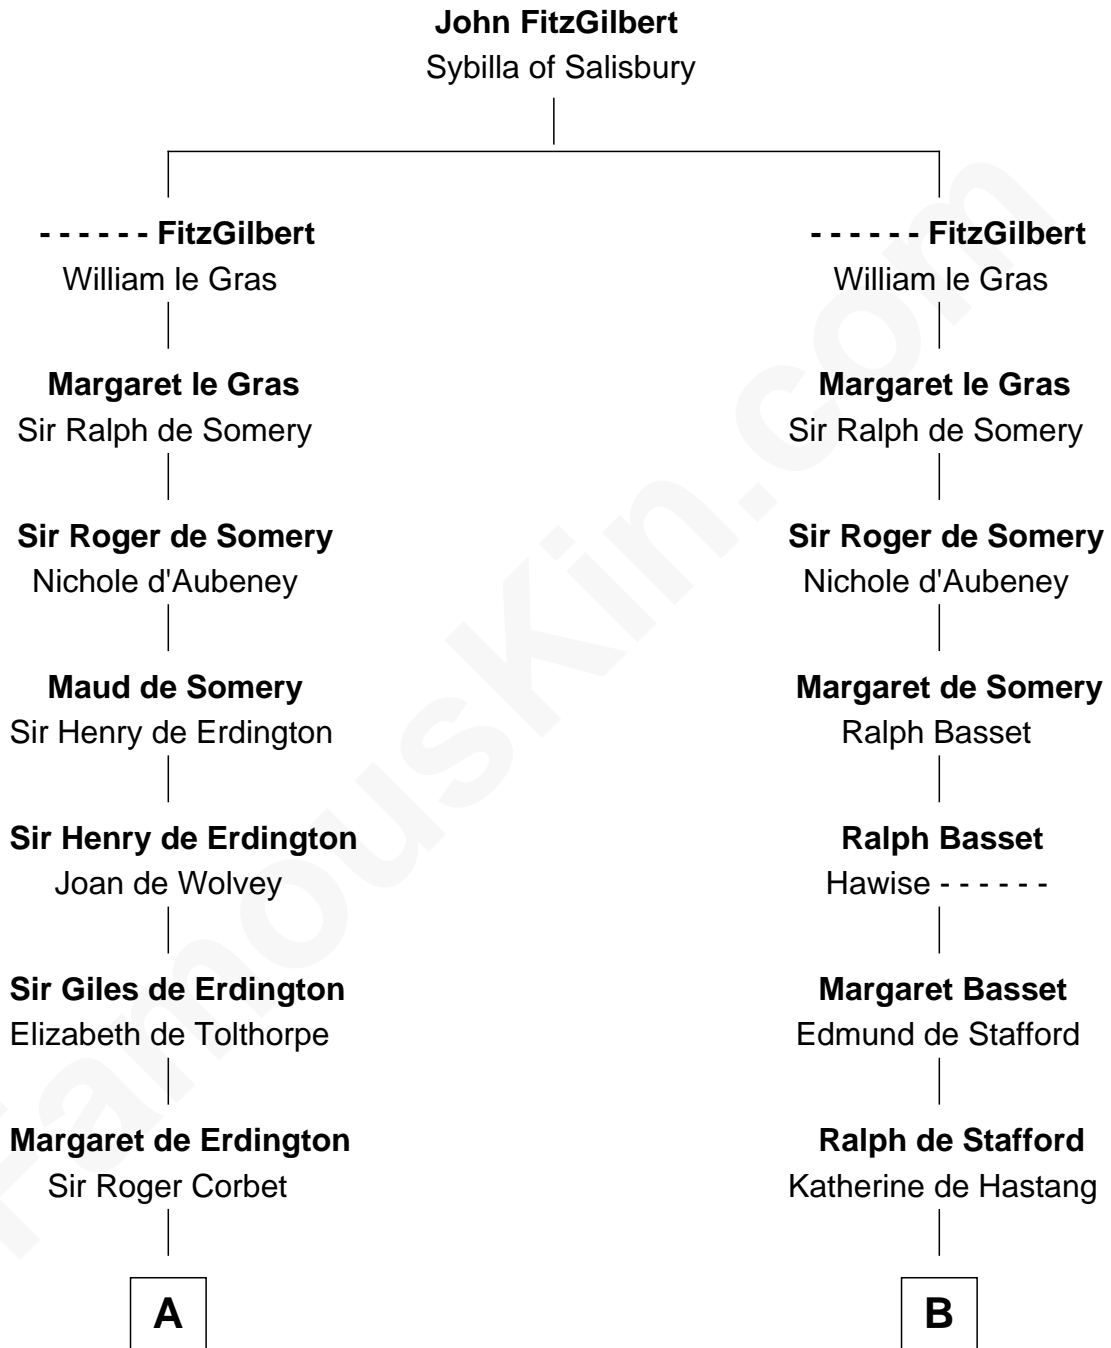 John FitzGilbert
Sybilla of Salisbury
- - - - - - FitzGilbert
William le Gras
Margaret le Gras
Sir Ralph de Somery
Sir Roger de Somery
Nichole d'Aubeney
Maud de Somery
Sir Henry de Erdington
Sir Henry de Erdington
Joan de Wolvey
Sir Giles de Erdington
Elizabeth de Tolthorpe
Margaret de Erdington
Sir Roger Corbet
A
- - - - - - FitzGilbert
William le Gras
Margaret le Gras
Sir Ralph de Somery
Sir Roger de Somery
Nichole d'Aubeney
Margaret de Somery
Ralph Basset
Ralph Basset
Hawise - - - - - -
Margaret Basset
Edmund de Stafford
Ralph de Stafford
Katherine de Hastang
B
FamousKin.com